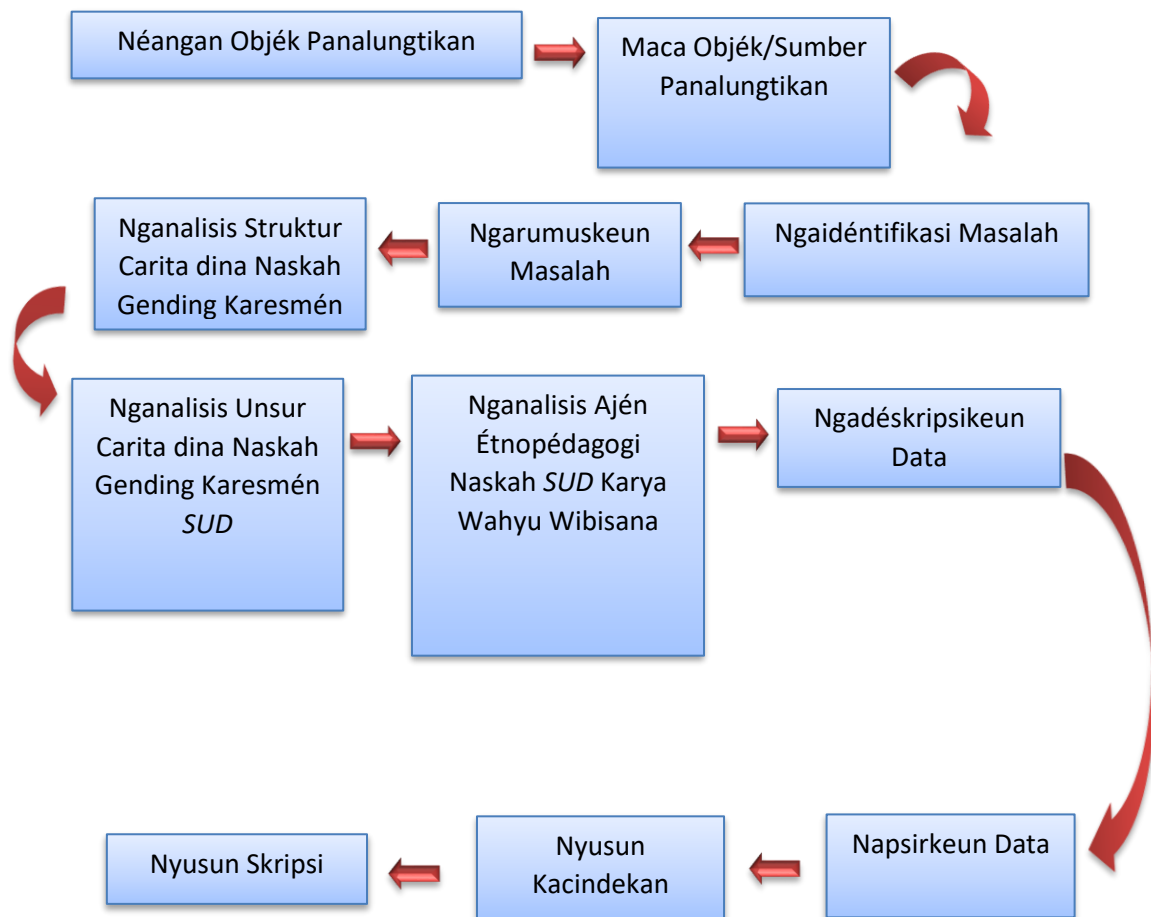 Néangan Objék Panalungtikan
Maca Objék/Sumber
Panalungtikan
Ngaidéntifikasi Masalah
Ngarumuskeun
Masalah
Nganalisis Struktur
Carita dina Naskah
Gending Karesmén
Nganalisis Unsur
Carita dina Naskah
Gending Karesmén
SUD
Nganalisis Ajén
Étnopédagogi
Naskah SUD Karya
Wahyu Wibisana
Ngadéskripsikeun
Data
Napsirkeun Data
Nyusun
Kacindekan
Nyusun Skripsi